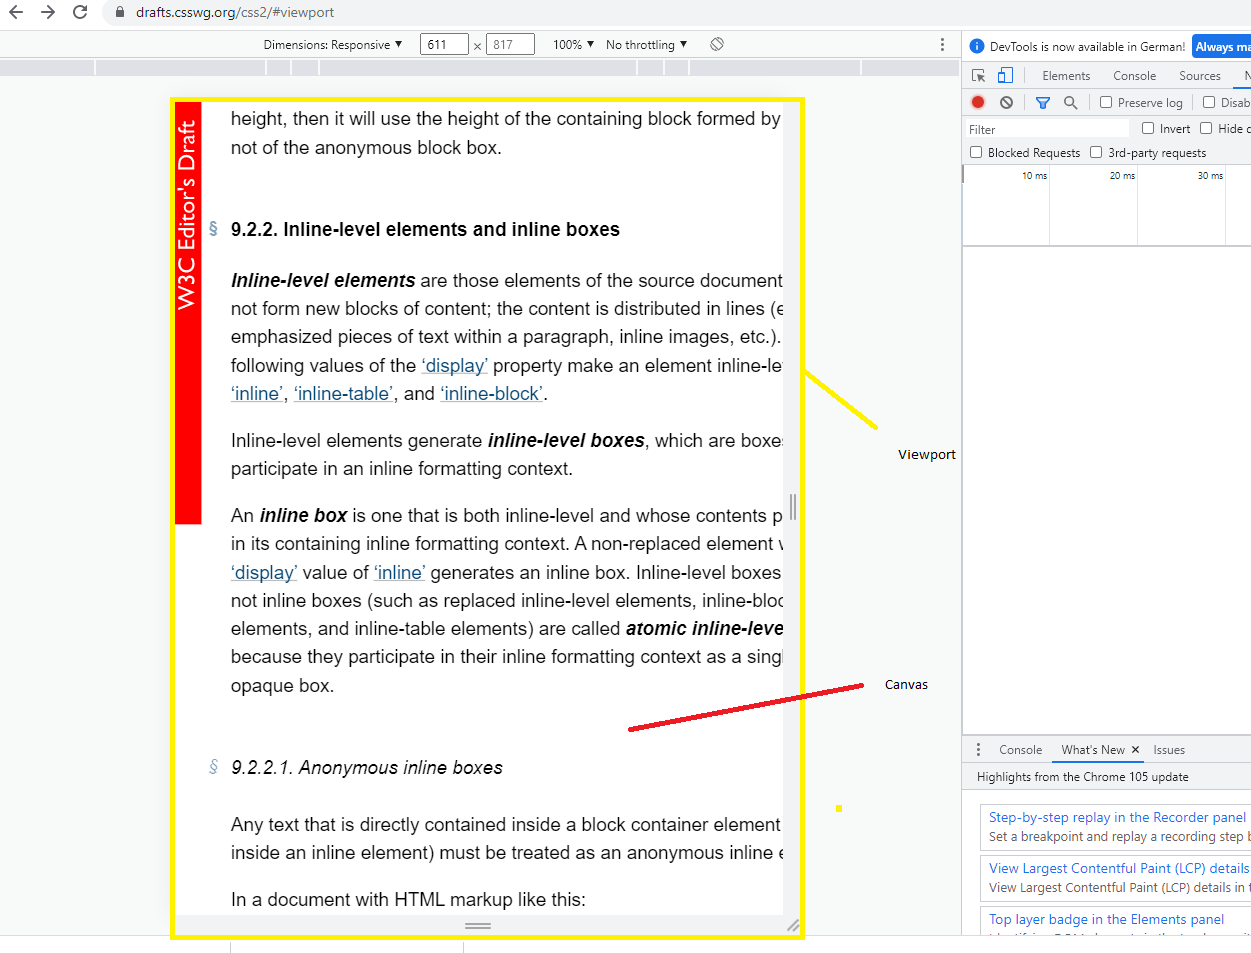 drafts.csswg.org/css2/#viewport
Dimensions: Responsive ▼ 611 × 817 100% ▼ No throttling ▼
DevTools is now available in German! Always ma
Elements Console Sources N
Preserve log Disab
Filter Invert Hide d
Blocked Requests 3rd-party requests
10 ms 20 ms 30 ms
W3C Editor's Draft
height, then it will use the height of the containing block formed by
not of the anonymous block box.
§ 9.2.2. Inline-level elements and inline boxes
Inline-level elements are those elements of the source document
not form new blocks of content; the content is distributed in lines (e
emphasized pieces of text within a paragraph, inline images, etc.).
following values of the ‘display’ property make an element inline-le
‘inline’, ‘inline-table’, and ‘inline-block’.
Inline-level elements generate inline-level boxes, which are boxes
participate in an inline formatting context.
An inline box is one that is both inline-level and whose contents p
in its containing inline formatting context. A non-replaced element w
‘display’ value of ‘inline’ generates an inline box. Inline-level boxes
not inline boxes (such as replaced inline-level elements, inline-bloc
elements, and inline-table elements) are called atomic inline-leve
because they participate in their inline formatting context as a singl
opaque box.
§ 9.2.2.1. Anonymous inline boxes
Any text that is directly contained inside a block container element
inside an inline element) must be treated as an anonymous inline e
In a document with HTML markup like this:
Viewport
Canvas
Console What's New × Issues
Highlights from the Chrome 105 update
Step-by-step replay in the Recorder panel
Set a breakpoint and replay a recording step b
View Largest Contentful Paint (LCP) details
View Largest Contentful Paint (LCP) details in t
Top layer badge in the Elements panel